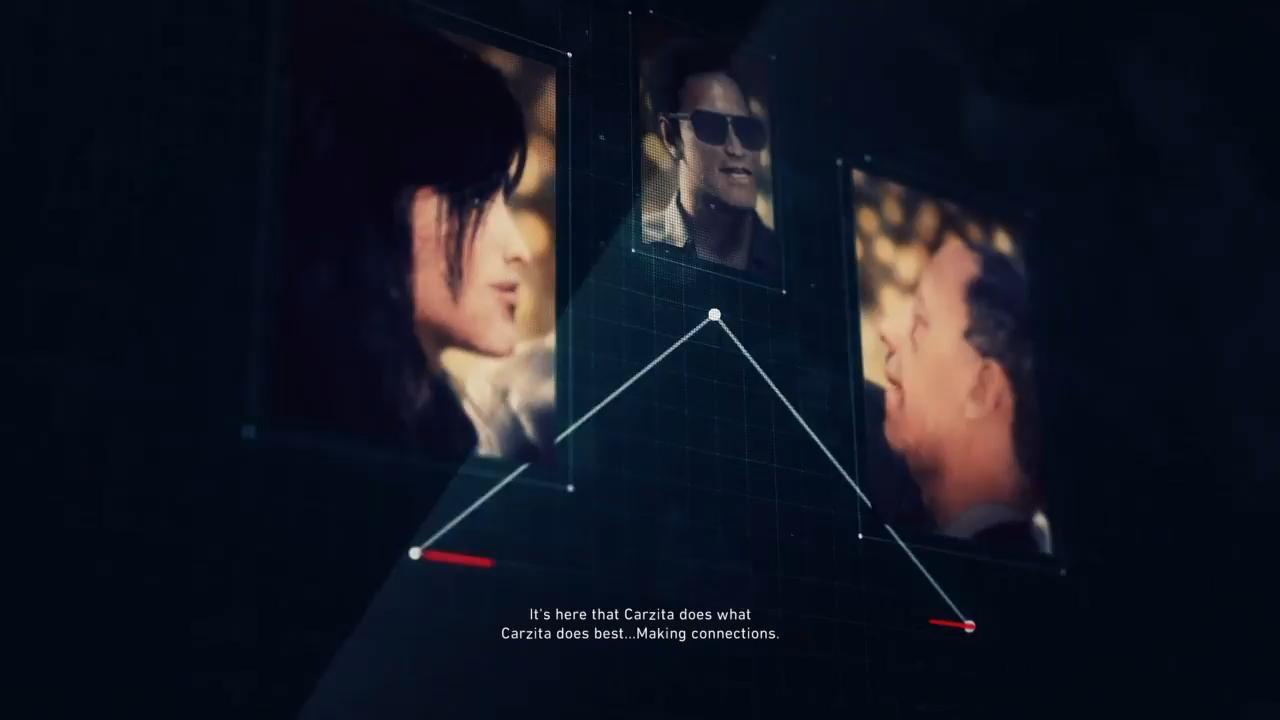 It's here that Carzita does what
Carzita does best...Making connections.